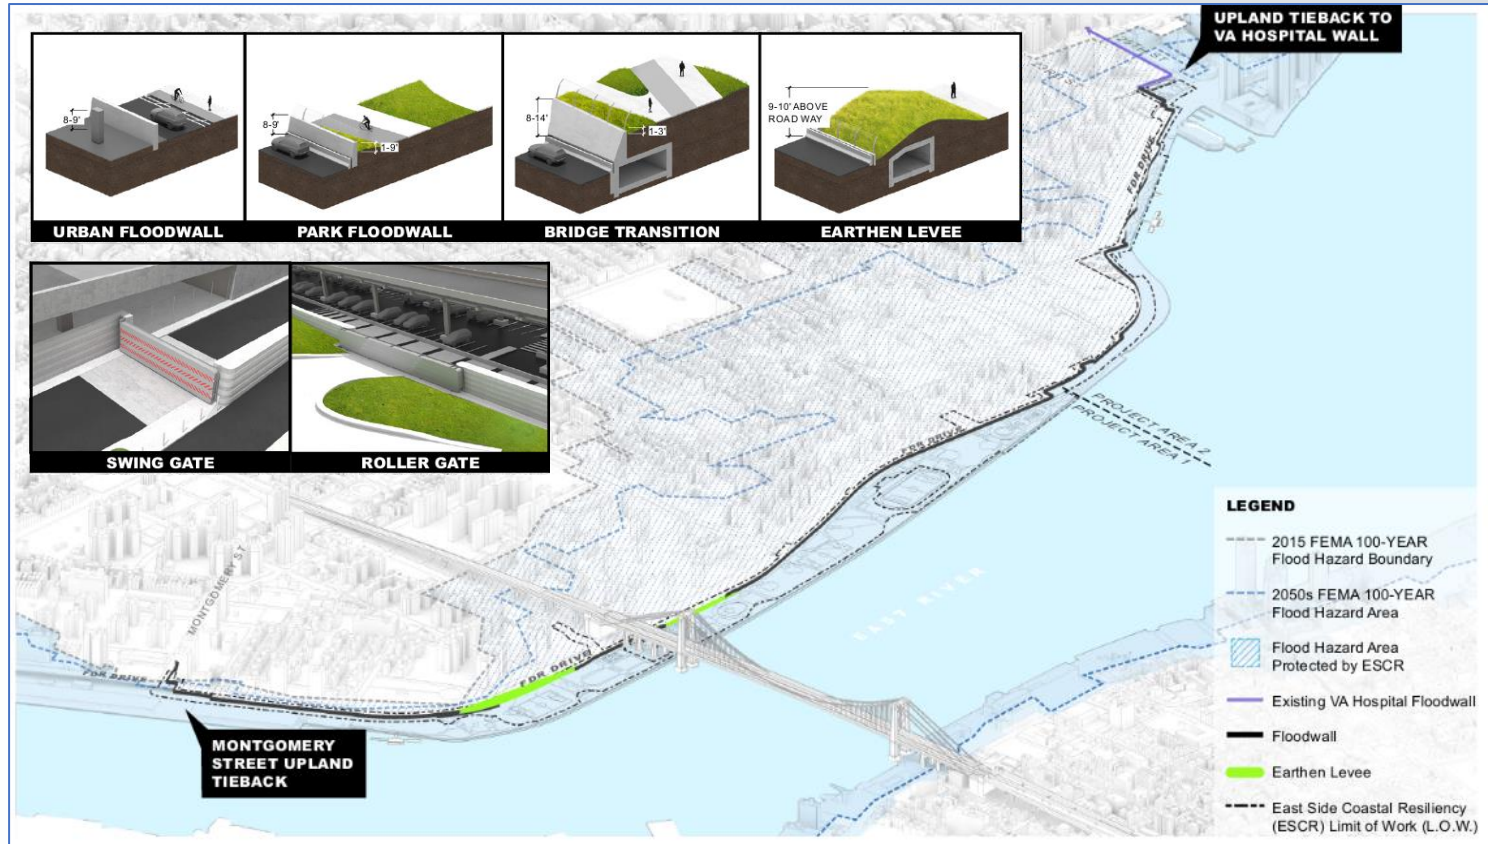 UPLAND TIEBACK TO
VA HOSPITAL WALL
8-9'
8-9'
1-9'
8-14'
1-3'
9-10' ABOVE
ROAD WAY
URBAN FLOODWALL
PARK FLOODWALL
BRIDGE TRANSITION
EARTHEN LEVEE
SWING GATE
ROLLER GATE
FDR DRIVE
PROJECT AREA 2
PROJECT AREA 1
FDR DRIVE
EAST RIVER
MONTGOMERY ST
FDR DRIVE
FDR DRIVE
MONTGOMERY
STREET UPLAND
TIEBACK
LEGEND
2015 FEMA 100-YEAR
Flood Hazard Boundary
2050s FEMA 100-YEAR
Flood Hazard Area
Flood Hazard Area
Protected by ESCR
Existing VA Hospital Floodwall
Floodwall
Earthen Levee
East Side Coastal Resiliency
(ESCR) Limit of Work (L.O.W.)